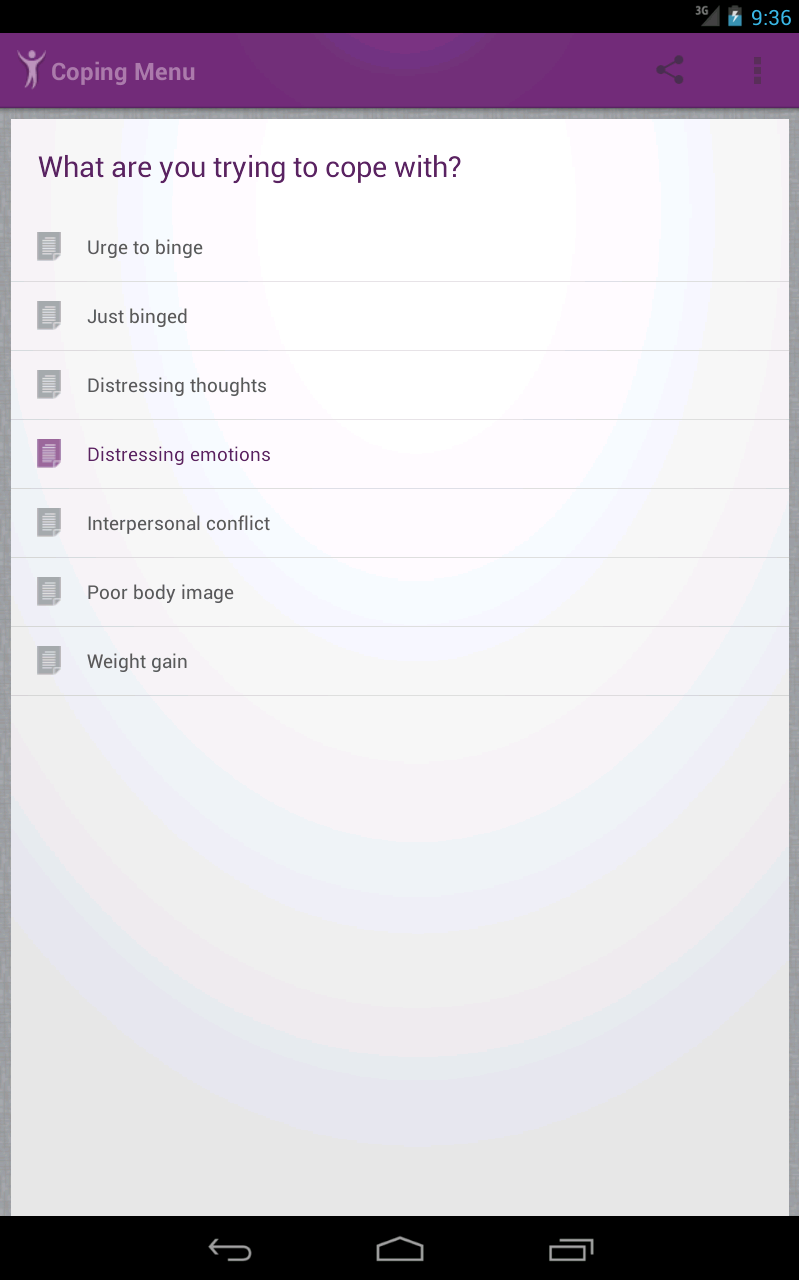 3G 9:36
Coping Menu
What are you trying to cope with?
Urge to binge
Just binged
Distressing thoughts
Distressing emotions
Interpersonal conflict
Poor body image
Weight gain